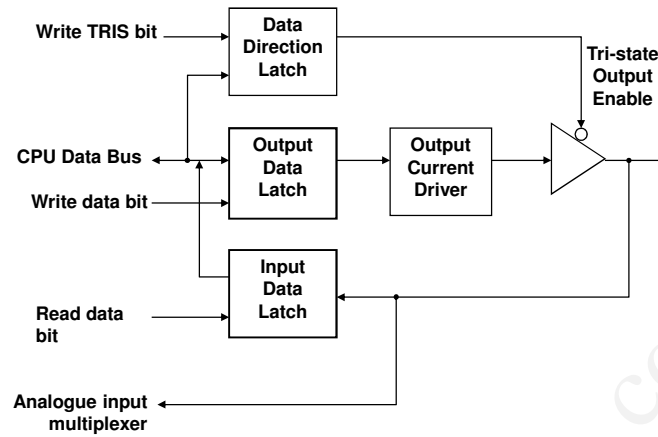 Write TRIS bit
Data
Direction
Latch
Tri-state
Output
Enable
CPU Data Bus
Output
Data
Latch
Output
Current
Driver
Write data bit
Input
Data
Latch
Read data
bit
Analogue input
multiplexer